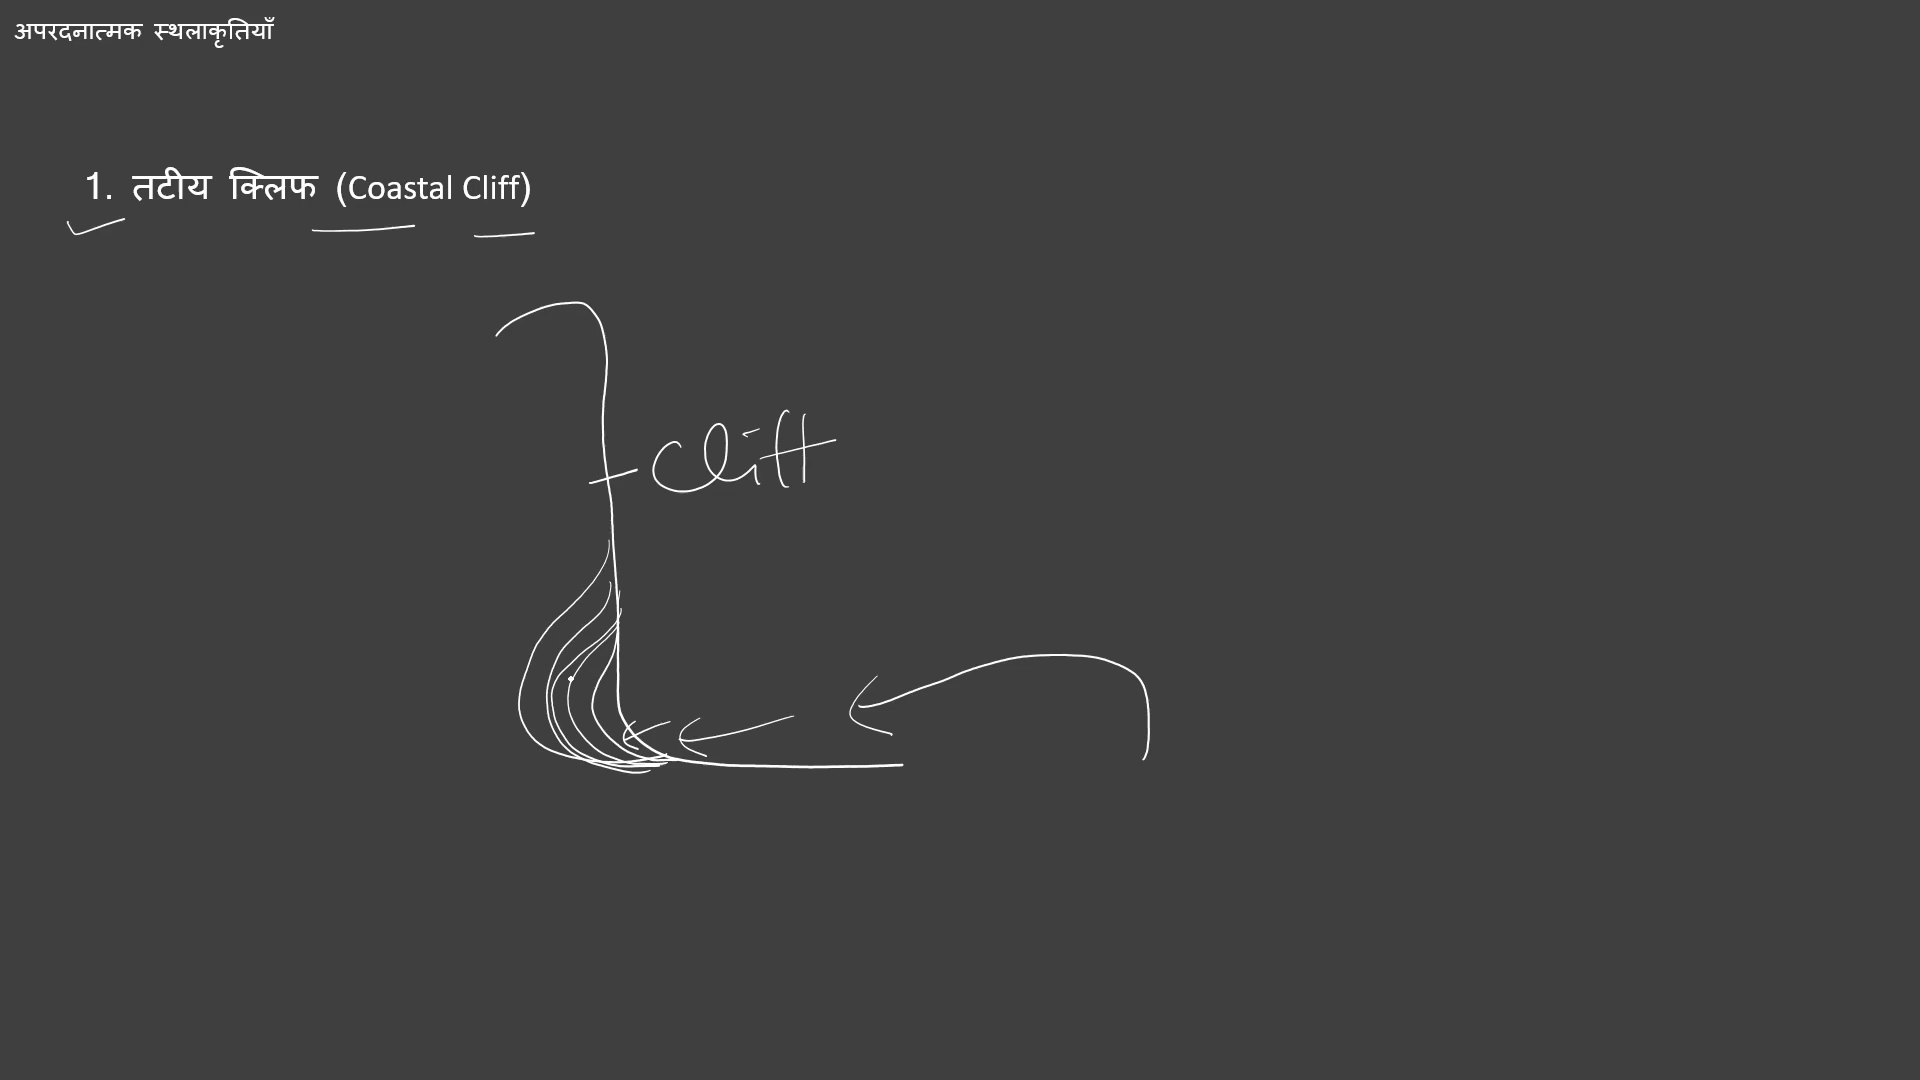 अपरदनात्मक स्थलाकृतियाँ
1. तटीय क्लिफ (Coastal Cliff)
Cliff